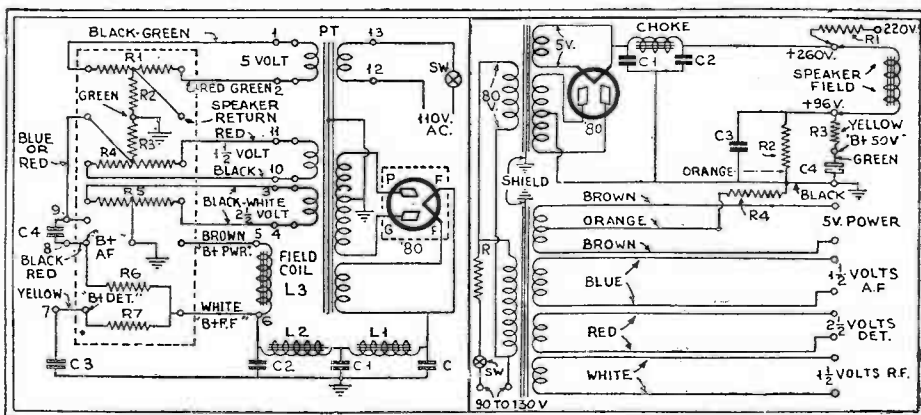 BLACK-GREEN
1
PT
13
R1
5 VOLT
12
SW
2
RED GREEN
R2
GREEN
SPEAKER
RETURN
110V.
A.C.
R3
RED
11
BLUE
OR
RED
1½ VOLT
R4
BLACK
10
3
BLACK-WHITE
2½ VOLT
R5
4
P
F
G
F
80
9
C4
8
BLACK
RED
"B+
AF
BROWN
"B+PWR."
5
FIELD
COIL
L3
R6
YELLOW
7
"B+DET."
R7
WHITE
"B+R.F."
6
L2
L1
C3
C2
C1
C
CHOKE
5V.
C1
C2
R1
220V.
+260V.
SPEAKER
FIELD
80V.
80
+96V.
C3
R2
R3
YELLOW
"B+50V"
GREEN
C4
ORANGE
SHIELD
BLACK
BROWN
R4
ORANGE
5V. POWER
BROWN
R
BLUE
1½ VOLTS
A.F
RED
2½ VOLTS
DET.
SW
WHITE
1½ VOLTS R.F.
90 TO 130 V